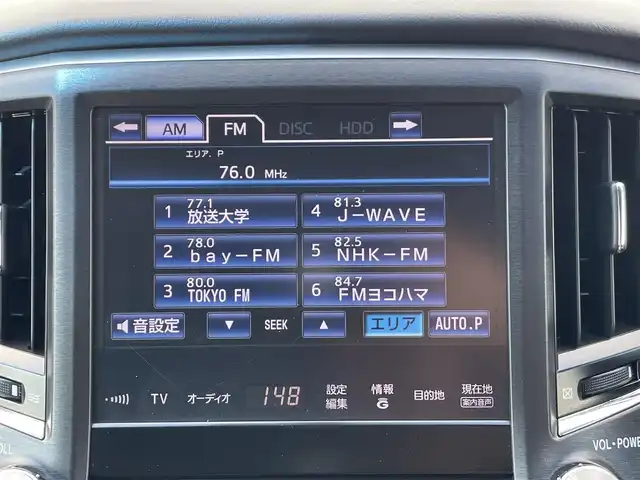 AM FM DISC HDD
エリア. P
76.0 MHz
1 77.1 放送大学
4 81.3 J-WAVE
2 78.0 bay-FM
5 82.5 NHK-FM
3 80.0 TOKYO FM
6 84.7 FMヨコハマ
音設定 ▼ SEEK ▲ エリア AUTO.P
TV オーディオ 148 設定編集 情報G 目的地 現在地 案内音声
VOL・POWE